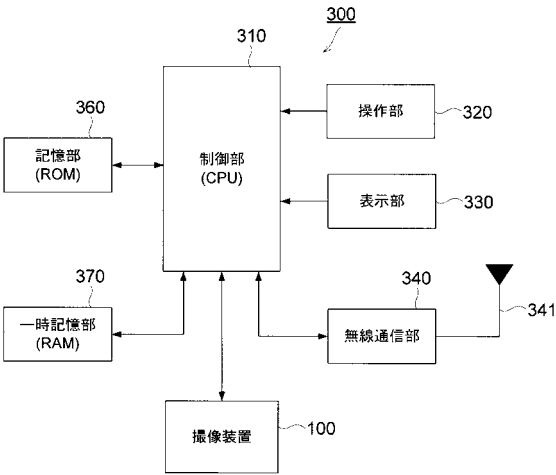 300
310
360
操作部
320
記憶部
(ROM)
制御部
(CPU)
表示部
330
370
340
一時記憶部
(RAM)
無線通信部
341
撮像装置
100